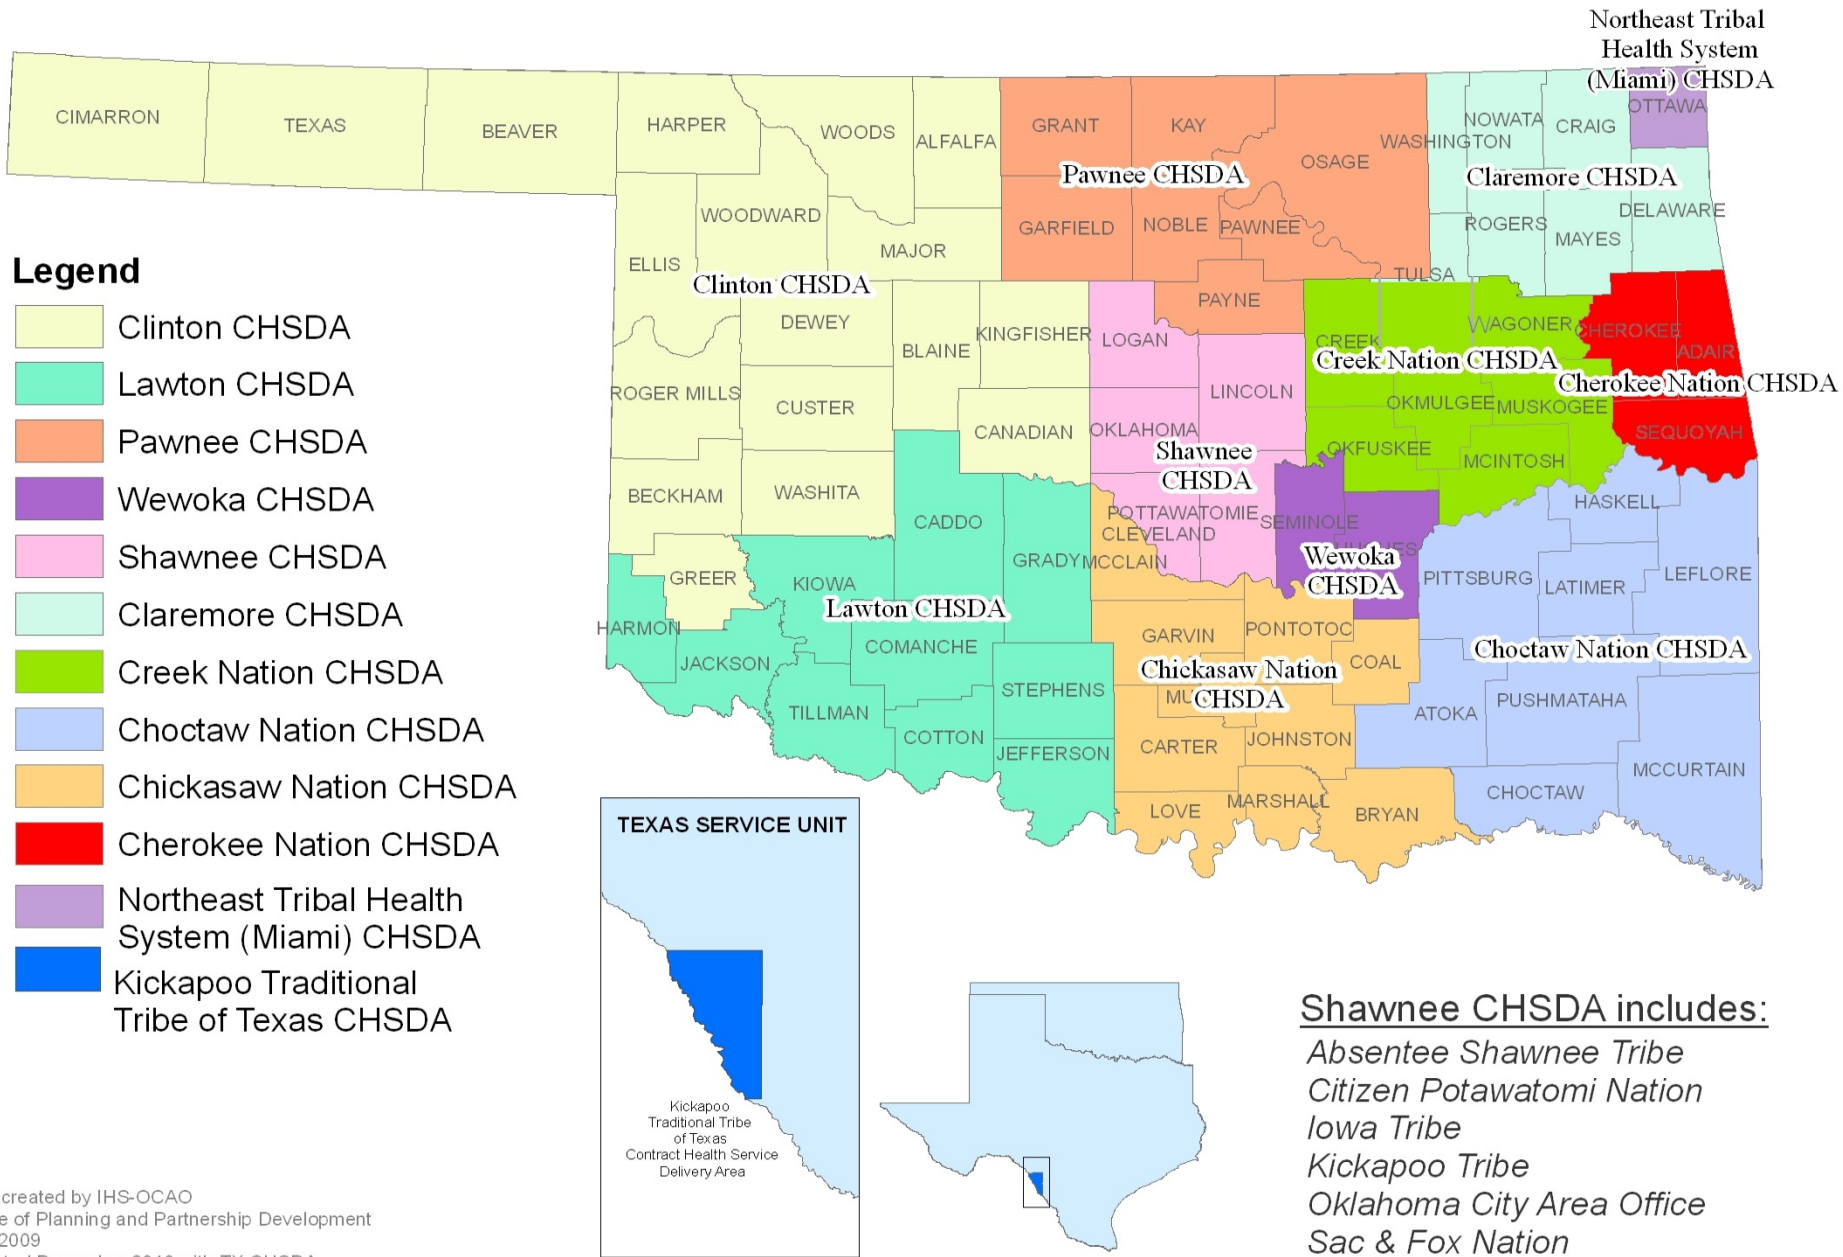 Northeast Tribal
Health System
(Miami) CHSDA
CIMARRON
TEXAS
BEAVER
HARPER
WOODS
ALFALFA
GRANT
KAY
OSAGE
WASHINGTON
NOWATA
CRAIG
OTTAWA
Pawnee CHSDA
Claremore CHSDA
WOODWARD
ELLIS
MAJOR
GARFIELD
NOBLE
PAWNEE
ROGERS
MAYES
DELAWARE
TULSA
Clinton CHSDA
DEWEY
BLAINE
KINGFISHER
LOGAN
PAYNE
CREEK
WAGONER
CHEROKEE
ADAIR
Creek Nation CHSDA
Cherokee Nation CHSDA
ROGER MILLS
CUSTER
CANADIAN
OKLAHOMA
LINCOLN
OKMULGEE
MUSKOGEE
SEQUOYAH
Shawnee
CHSDA
OKFUSKEE
MCINTOSH
BECKHAM
WASHITA
CADDO
GRADY
MCCLAIN
POTTAWATOMIE
CLEVELAND
SEMINOLE
HASKELL
Wewoka
CHSDA
GREER
KIOWA
PITTSBURG
LATIMER
LEFLORE
Lawton CHSDA
HARMON
JACKSON
COMANCHE
GARVIN
PONTOTOC
COAL
Choctaw Nation CHSDA
Chickasaw Nation
CHSDA
STEPHENS
TILLMAN
COTTON
JEFFERSON
CARTER
JOHNSTON
ATOKA
PUSHMATAHA
MCCURTAIN
CHOCTAW
LOVE
MARSHALL
BRYAN
Legend
Clinton CHSDA
Lawton CHSDA
Pawnee CHSDA
Wewoka CHSDA
Shawnee CHSDA
Claremore CHSDA
Creek Nation CHSDA
Choctaw Nation CHSDA
Chickasaw Nation CHSDA
Cherokee Nation CHSDA
Northeast Tribal Health
System (Miami) CHSDA
Kickapoo Traditional
Tribe of Texas CHSDA
TEXAS SERVICE UNIT
Kickapoo
Traditional Tribe
of Texas
Contract Health Service
Delivery Area
Shawnee CHSDA includes:
Absentee Shawnee Tribe
Citizen Potawatomi Nation
Iowa Tribe
Kickapoo Tribe
Oklahoma City Area Office
Sac & Fox Nation
created by IHS-OCAO
of Planning and Partnership Development
2009